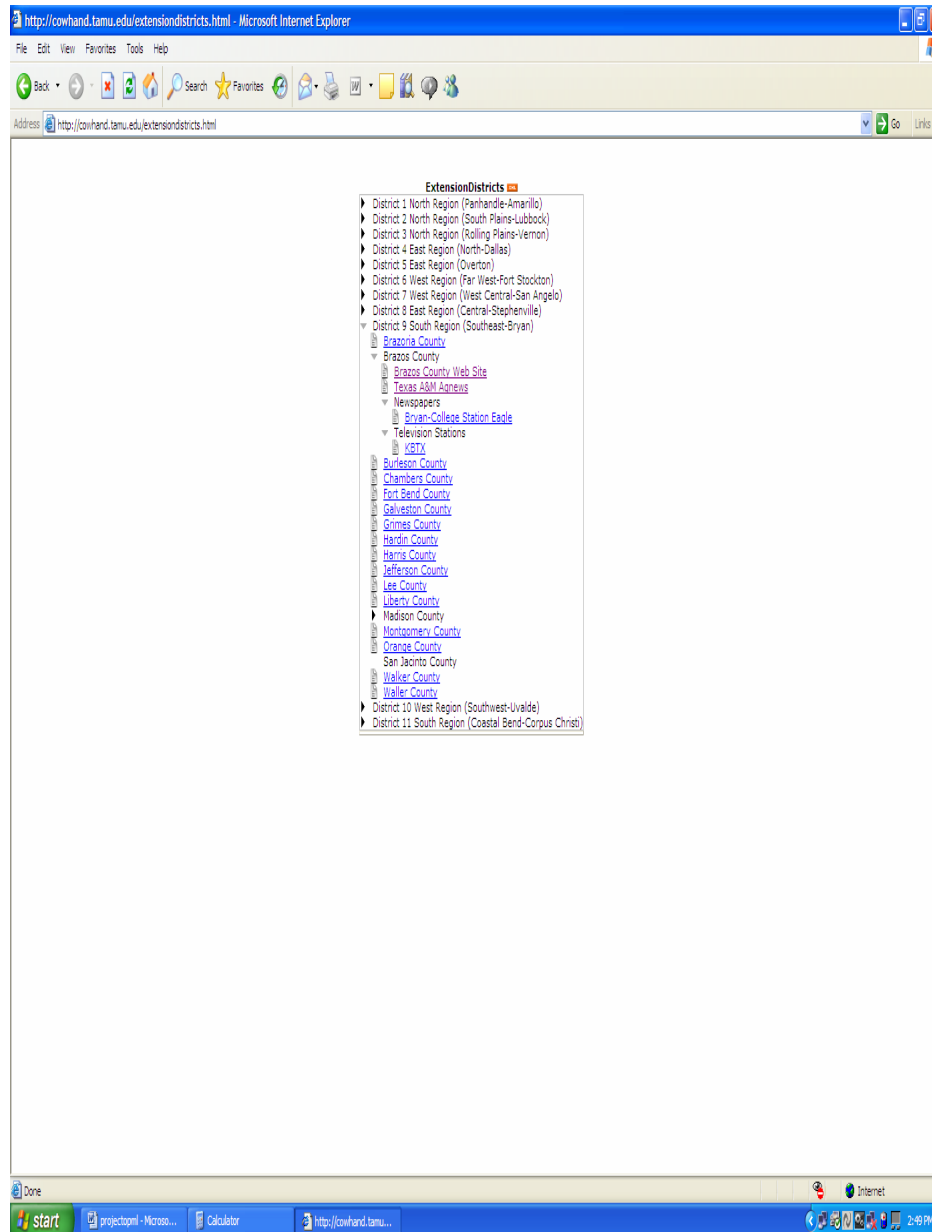 http://cowhand.tamu.edu/extensiondistricts.html - Microsoft Internet Explorer
File Edit View Favorites Tools Help
Back Search Favorites
Address http://cowhand.tamu.edu/extensiondistricts.html Go Links
ExtensionDistricts
District 1 North Region (Panhandle-Amarillo)
District 2 North Region (South Plains-Lubbock)
District 3 North Region (Rolling Plains-Vernon)
District 4 East Region (North-Dallas)
District 5 East Region (Overton)
District 6 West Region (Far West-Fort Stockton)
District 7 West Region (West Central-San Angelo)
District 8 East Region (Central-Stephenville)
District 9 South Region (Southeast-Bryan)
Brazoria County
Brazos County
Brazos County Web Site
Texas A&M Agnews
Newspapers
Bryan-College Station Eagle
Television Stations
KBTX
Burleson County
Chambers County
Fort Bend County
Galveston County
Grimes County
Hardin County
Harris County
Jefferson County
Lee County
Liberty County
Madison County
Montgomery County
Orange County
San Jacinto County
Walker County
Waller County
District 10 West Region (Southwest-Uvalde)
District 11 South Region (Coastal Bend-Corpus Christi)
Done Internet
start projectopml - Microso... Calculator http://cowhand.tamu... 2:49 PM